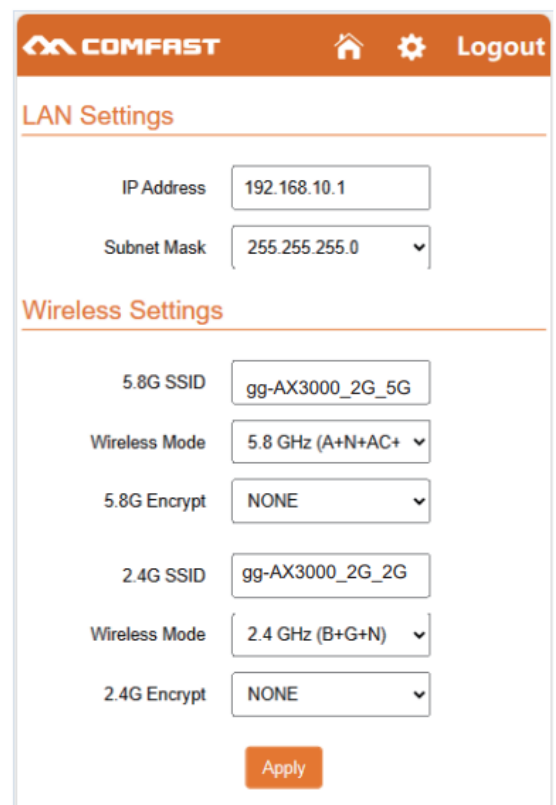 COMFAST Logout
LAN Settings
IP Address 192.168.10.1
Subnet Mask 255.255.255.0
Wireless Settings
5.8G SSID gg-AX3000_2G_5G
Wireless Mode 5.8 GHz (A+N+AC+
5.8G Encrypt NONE
2.4G SSID gg-AX3000_2G_2G
Wireless Mode 2.4 GHz (B+G+N)
2.4G Encrypt NONE
Apply